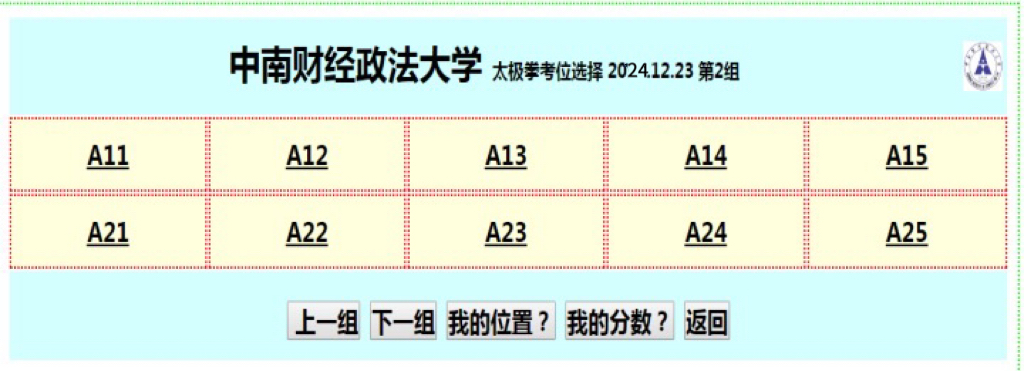 中南财经政法大学 太极拳考位选择 2024.12.23 第2组
A11 A12 A13 A14 A15
A21 A22 A23 A24 A25
上一组 下一组 我的位置？ 我的分数？ 返回